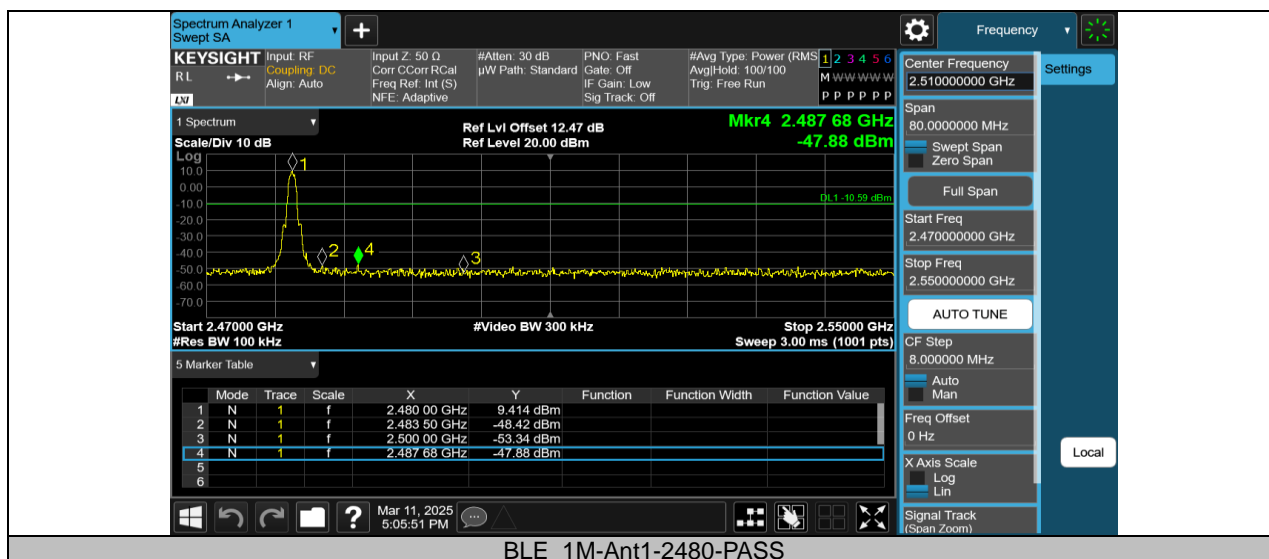 Spectrum Analyzer 1
Swept SA
Frequency
KEYSIGHT
RL
LXI
Input: RF
Coupling: DC
Align: Auto
Input Z: 50 Ω
Corr CCorr RCal
Freq Ref: Int (S)
NFE: Adaptive
#Atten: 30 dB
µW Path: Standard
PNO: Fast
Gate: Off
IF Gain: Low
Sig Track: Off
#Avg Type: Power (RMS
Avg|Hold: 100/100
Trig: Free Run
1 2 3 4 5 6
M W W W W W
P P P P P P
1 Spectrum
Scale/Div 10 dB
Ref Lvl Offset 12.47 dB
Ref Level 20.00 dBm
Mkr4 2.487 68 GHz
-47.88 dBm
Log
10.0
0.00
-10.0
-20.0
-30.0
-40.0
-50.0
-60.0
-70.0
1
2
4
3
DL1 -10.59 dBm
Start 2.47000 GHz
#Res BW 100 kHz
#Video BW 300 kHz
Stop 2.55000 GHz
Sweep 3.00 ms (1001 pts)
5 Marker Table
Mode Trace Scale X Y Function Function Width Function Value
1 N 1 f 2.480 00 GHz 9.414 dBm
2 N 1 f 2.483 50 GHz -48.42 dBm
3 N 1 f 2.500 00 GHz -53.34 dBm
4 N 1 f 2.487 68 GHz -47.88 dBm
5
6
Mar 11, 2025
5:05:51 PM
Center Frequency
2.510000000 GHz
Settings
Span
80.0000000 MHz
Swept Span
Zero Span
Full Span
Start Freq
2.470000000 GHz
Stop Freq
2.550000000 GHz
AUTO TUNE
CF Step
8.000000 MHz
Auto
Man
Freq Offset
0 Hz
Local
X Axis Scale
Log
Lin
Signal Track
(Span Zoom)
BLE_1M-Ant1-2480-PASS